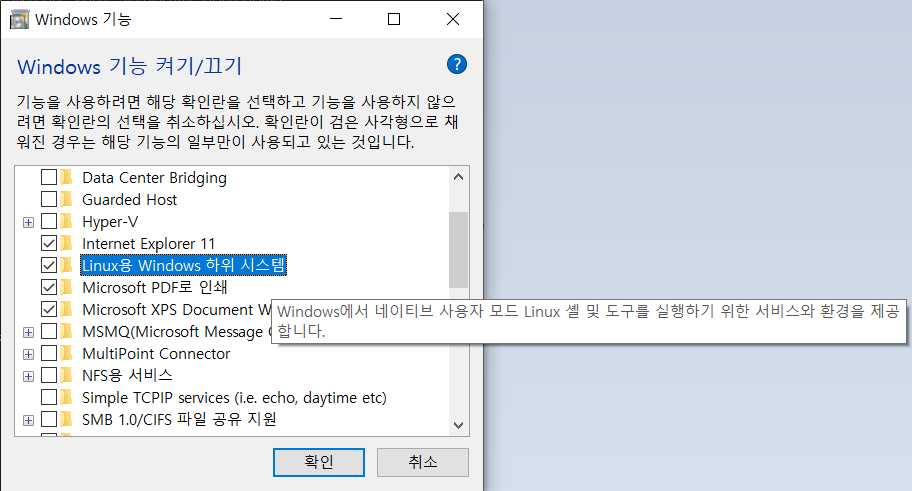 Windows 기능
Windows 기능 켜기/끄기
?
기능을 사용하려면 해당 확인란을 선택하고 기능을 사용하지 않으
려면 확인란의 선택을 취소하십시오. 확인란이 검은 사각형으로 채
워진 경우는 해당 기능의 일부만이 사용되고 있는 것입니다.
Data Center Bridging
Guarded Host
Hyper-V
Internet Explorer 11
Linux용 Windows 하위 시스템
Microsoft PDF로 인쇄
Microsoft XPS Document W
Windows에서 네이티브 사용자 모드 Linux 셸 및 도구를 실행하기 위한 서비스와 환경을 제공
합니다.
MSMQ(Microsoft Message
MultiPoint Connector
NFS용 서비스
Simple TCPIP services (i.e. echo, daytime etc)
SMB 1.0/CIFS 파일 공유 지원
확인
취소